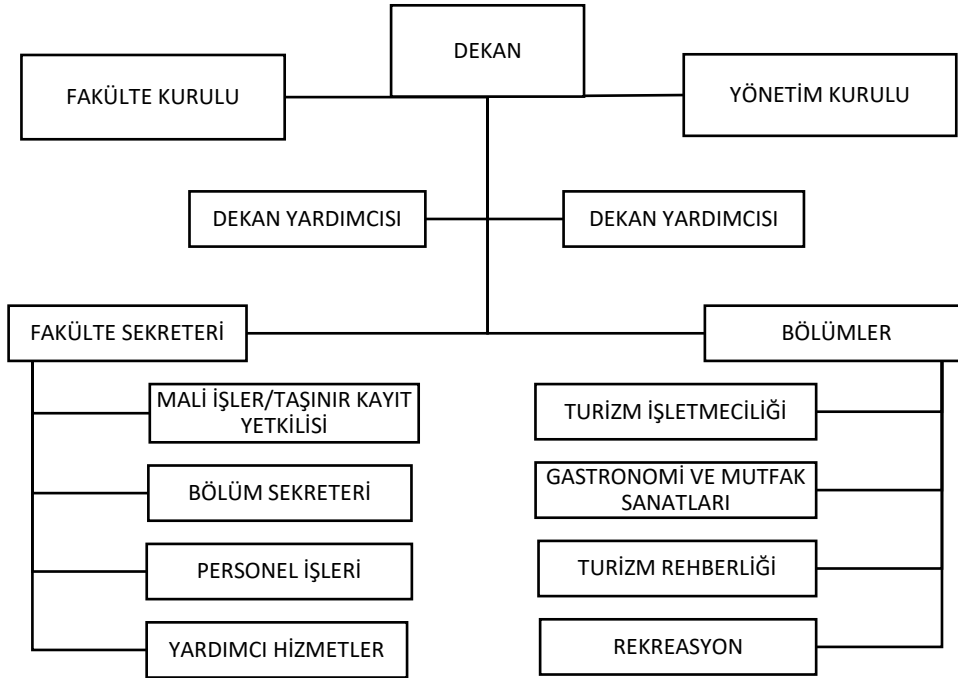 DEKAN
FAKÜLTE KURULU
YÖNETİM KURULU
DEKAN YARDIMCISI
DEKAN YARDIMCISI
FAKÜLTE SEKRETERİ
BÖLÜMLER
MALİ İŞLER/TAŞINIR KAYIT
YETKİLİSİ
TURİZM İŞLETMECİLİĞİ
BÖLÜM SEKRETERİ
GASTRONOMİ VE MUTFAK
SANATLARI
PERSONEL İŞLERİ
TURİZM REHBERLİĞİ
YARDIMCI HİZMETLER
REKREASYON